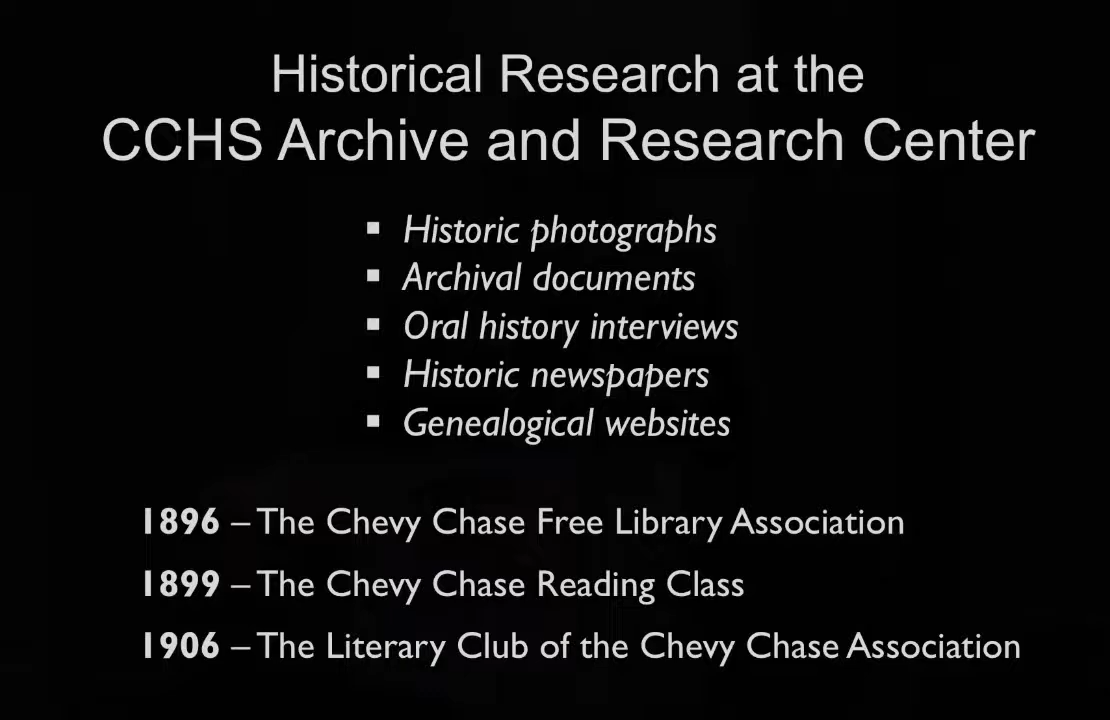 Historical Research at the
CCHS Archive and Research Center
▪ Historic photographs
▪ Archival documents
▪ Oral history interviews
▪ Historic newspapers
▪ Genealogical websites
1896 – The Chevy Chase Free Library Association
1899 – The Chevy Chase Reading Class
1906 – The Literary Club of the Chevy Chase Association